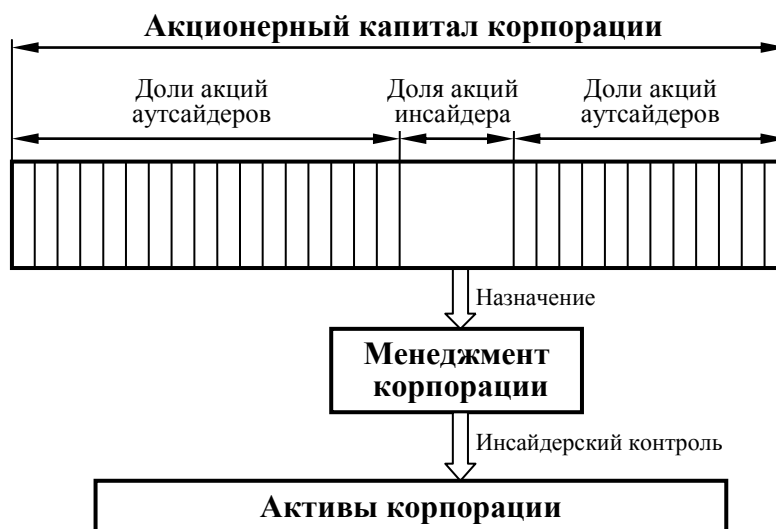 Акционерный капитал корпорации
Доли акций
аутсайдеров
Доля акций
инсайдера
Доли акций
аутсайдеров
Назначение
Менеджмент
корпорации
Инсайдерский контроль
Активы корпорации